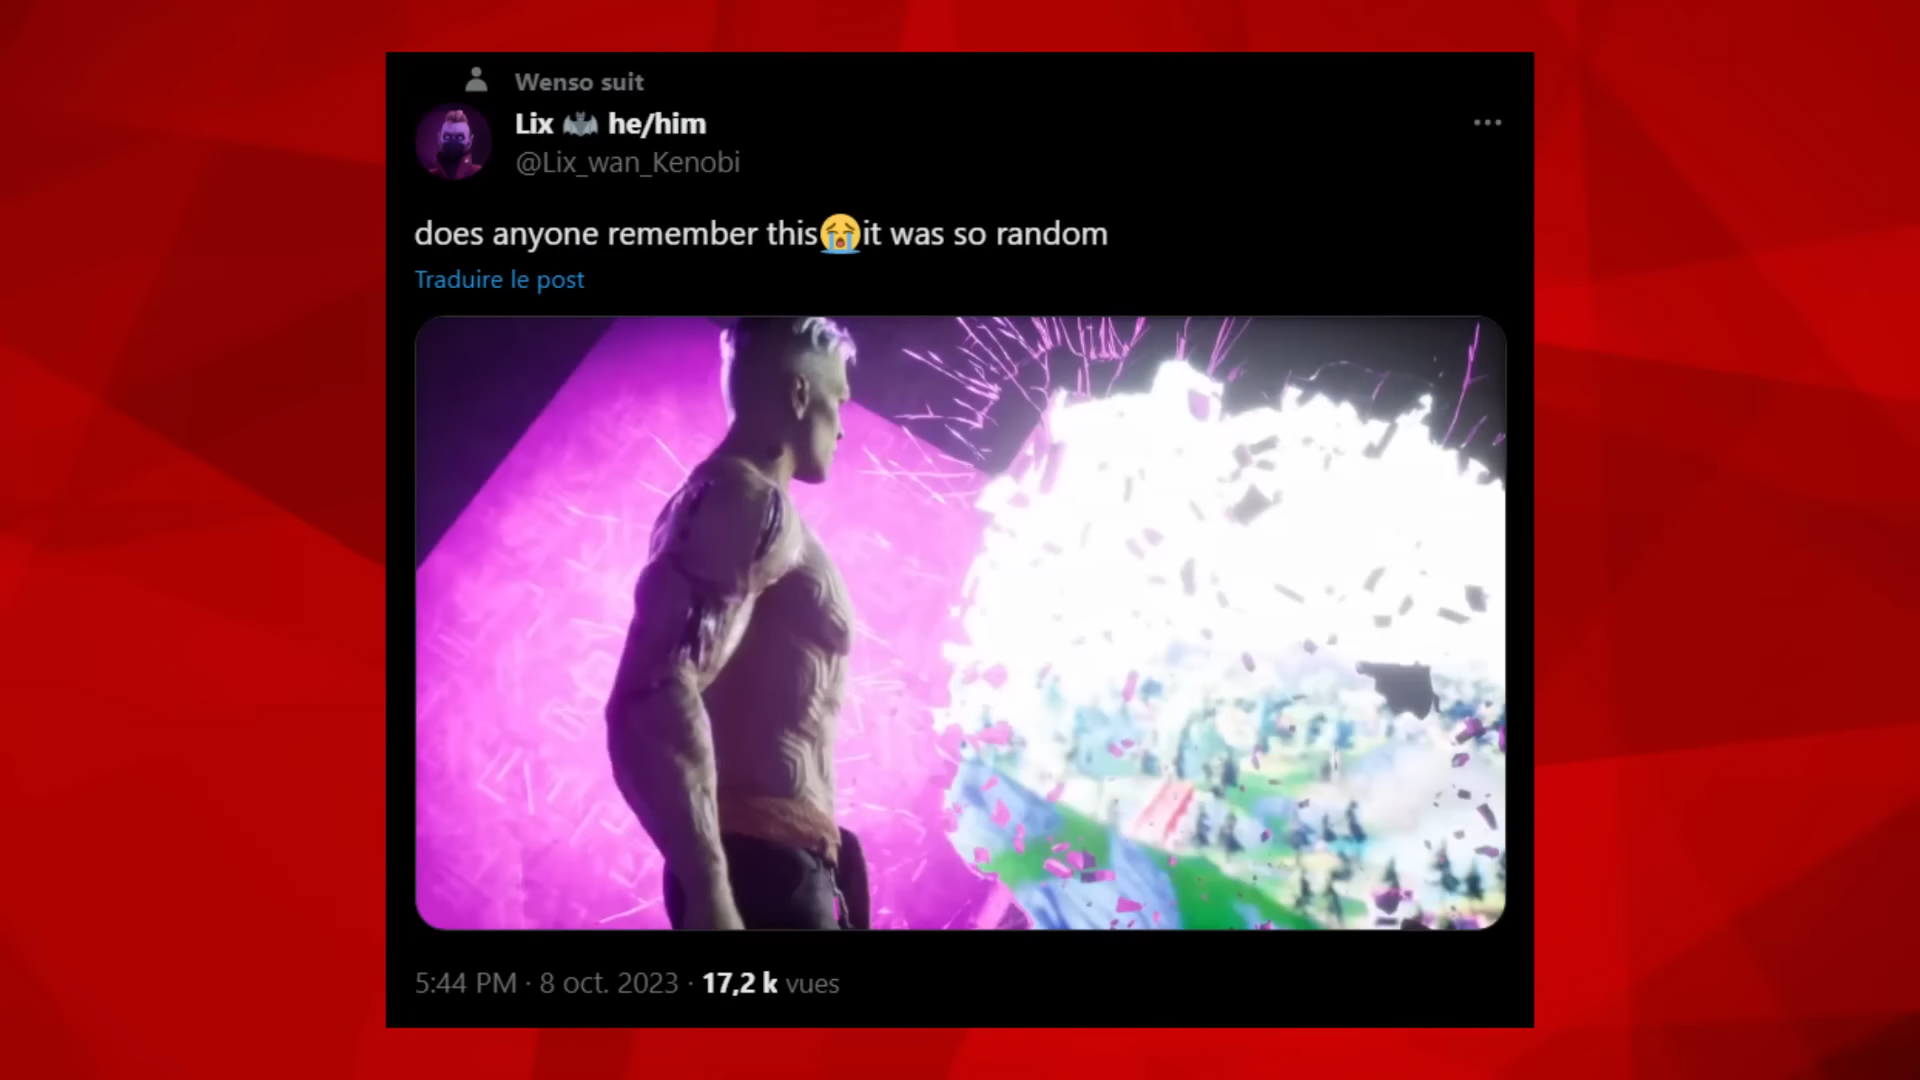 Wenso suit
Lix 🦇 he/him
@Lix_wan_Kenobi
does anyone remember this😭it was so random
Traduire le post
5:44 PM · 8 oct. 2023 · 17,2 k vues